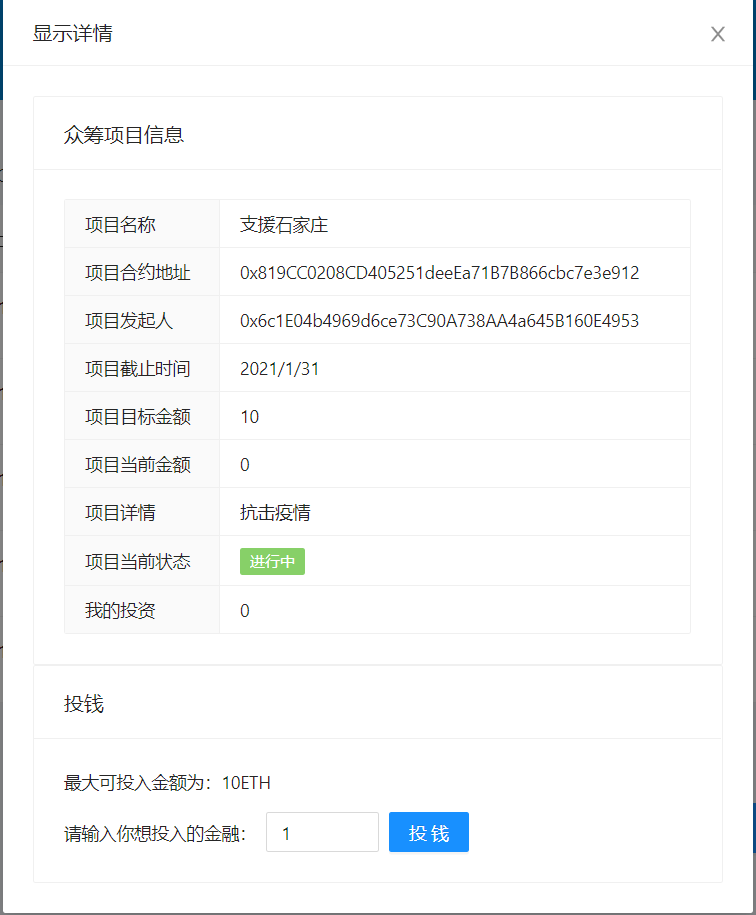 显示详情
众筹项目信息
项目名称 支援石家庄
项目合约地址 0x819CC0208CD405251deeEa71B7B866cbc7e3e912
项目发起人 0x6c1E04b4969d6ce73C90A738AA4a645B160E4953
项目截止时间 2021/1/31
项目目标金额 10
项目当前金额 0
项目详情 抗击疫情
项目当前状态 进行中
我的投资 0
投钱
最大可投入金额为：10ETH
请输入你想投入的金融： 1 投 钱